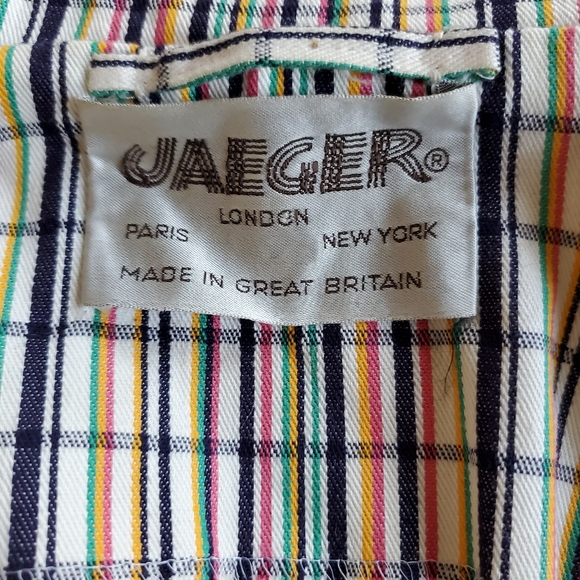 JAEGER®
LONDON
PARIS NEW YORK
MADE IN GREAT BRITAIN